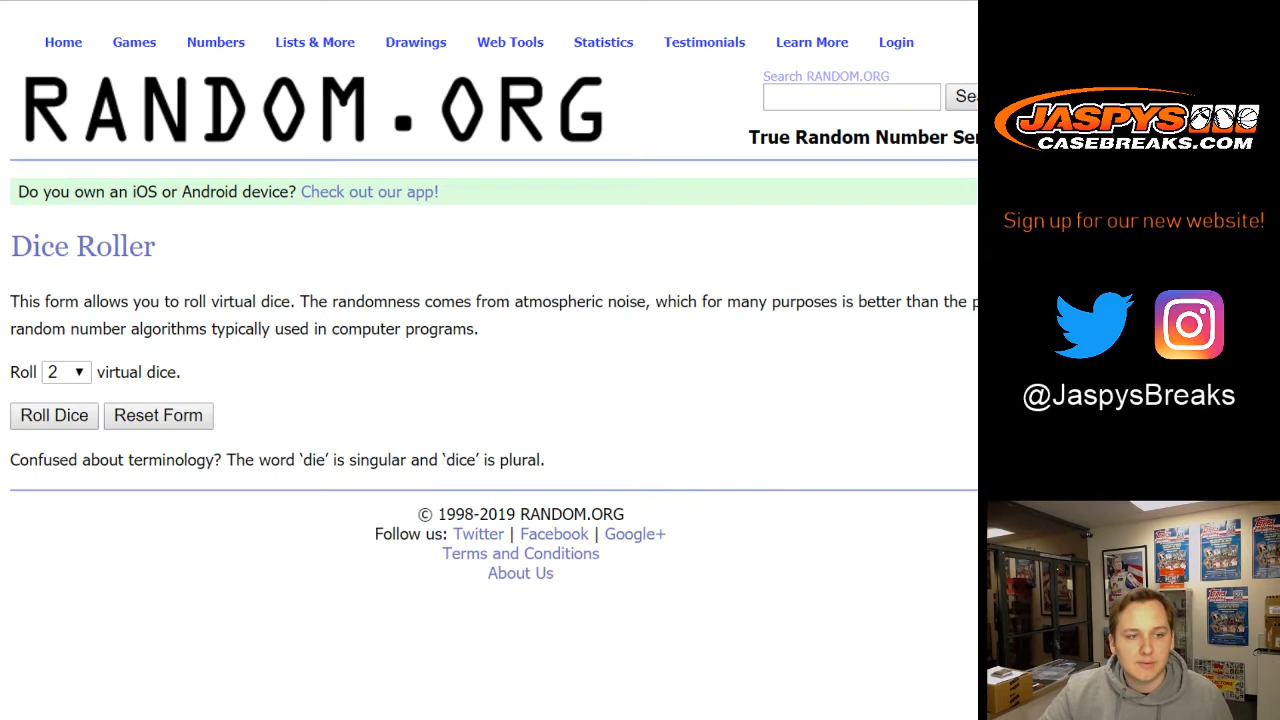 Home Games Numbers Lists & More Drawings Web Tools Statistics Testimonials Learn More Login
RANDOM.ORG
Search RANDOM.ORG
True Random Number
Do you own an iOS or Android device? Check out our app!
Dice Roller
This form allows you to roll virtual dice. The randomness comes from atmospheric noise, which for many purposes is better than the
random number algorithms typically used in computer programs.
Roll 2 virtual dice.
Roll Dice Reset Form
Confused about terminology? The word ‘die’ is singular and ‘dice’ is plural.
© 1998-2019 RANDOM.ORG
Follow us: Twitter | Facebook | Google+
Terms and Conditions
About Us
JASPYS
CASEBREAKS.COM
Sign up for our new website!
@JaspysBreaks